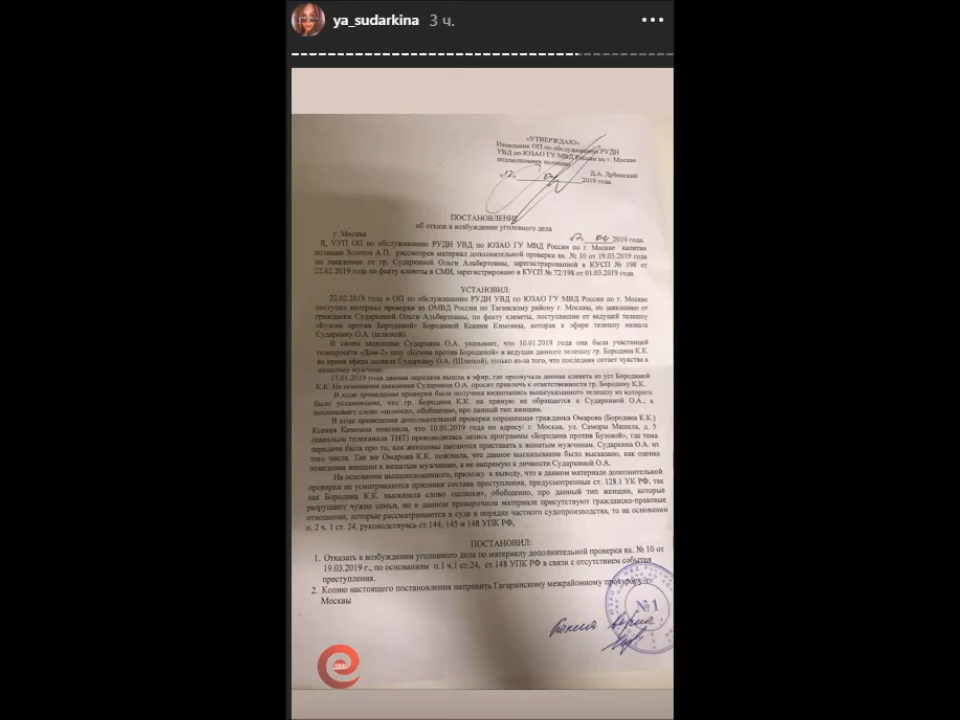 ya_sudarkina 3 ч.
«УТВЕРЖДАЮ»
Начальник ОП по обслуживанию РУДН
УВД по ЮЗАО ГУ МВД России по г. Москве
подполковник полиции
Д.А. Лубенский
«12 04 2019 года.
ПОСТАНОВЛЕНИЕ
об отказе в возбуждении уголовного дела
г. Москва
12 04 2019 года.
Я, УУП ОП по обслуживанию РУДН УВД по ЮЗАО ГУ МВД России по г. Москве капитан
полиции Золотов А.П. рассмотрев материал дополнительной проверки вх. № 10 от 19.03.2019 года
по заявлению от гр. Сударкиной Ольги Альбертовны, зарегистрированной в КУСП № 198 от
22.02.2019 года по факту клеветы в СМИ, зарегистрировано в КУСП № 72/198 от 01.03.2019 года
УСТАНОВИЛ:
22.02.2019 года в ОП по обслуживанию РУДН УВД по ЮЗАО ГУ МВД России по г. Москве
поступил материал проверки из ОМВД России по Таганскому району г. Москвы, по заявлению от
гражданки Сударкиной Ольги Альбертовны, по факту клеветы, поступившие от ведущей телешоу
«Бузова против Бородиной» Бородиной Ксении Кимовны, которая в эфире телешоу назвала
Сударкину О.А. (шлюхой).
В своем заявлении Сударкина О.А. указывает, что 10.01.2019 года она была участницей
телепроекта «Дом-2» шоу «Бузова против Бородиной» и ведущая данного телешоу гр. Бородина К.К.
во время эфира назвала Сударкину О.А. (Шлюхой), только из-за того, что последняя питает чувства к
женатому мужчине.
17.01.2019 года данная передача вышла в эфир, где прозвучала данная клевета из уст Бородиной
К.К. На основании заявления Сударкина О.А. просит привлечь к ответственности гр. Бородину К.К.
В ходе проведения проверки была получена видеозапись вышеуказанного телешоу из которого
было установлено, что гр. Бородина К.К. на прямую не обращается к Сударкиной О.А., а
высказывает слово «шлюхи», обобщенно, про данный тип женщин.
В ходе проведения дополнительной проверки опрошенная гражданка Омарова (Бородина К.К.)
Ксения Кимовна пояснила, что 10.01.2019 года по адресу: г. Москва, ул. Саморы Машела, д. 5
(павильон телеканала ТНТ) производилась запись программы «Бородина против Бузовой», где тема
передачи была про то, как женщины пытаются приставать к женатым мужчинам. Сударкина О.А. из
того числа. Так же Омарова К.К. пояснила, что данное высказывание было высказано, как оценка
поведения женщин к женатым мужчинам, а не напрямую к личности Сударкиной О.А.
На основании вышеизложенного, прихожу к выводу, что в данном материале дополнительной
проверки не усматриваются признаки состава преступления, предусмотренные ст. 128.1 УК РФ, так
как Бородина К.К. высказала слово «шлюхи», обобщенно, про данный тип женщин, которые
разрушают чужие семьи, но в данном проверочном материале присутствуют гражданско-правовые
отношения, которые рассматриваются в суде в порядке частного судопроизводства, то на основании
п. 2 ч. 1 ст. 24, руководствуясь ст.144, 145 и 148 УПК РФ,
ПОСТАНОВИЛ:
1. Отказать в возбуждении уголовного дела по материалу дополнительной проверки вх. № 10 от
19.03.2019 г., по основаниям п.1 ч.1 ст.24, ст.148 УПК РФ в связи с отсутствием события
преступления.
2. Копию настоящего постановления направить Гагаринскому межрайонному прокурору г.
Москвы
№1